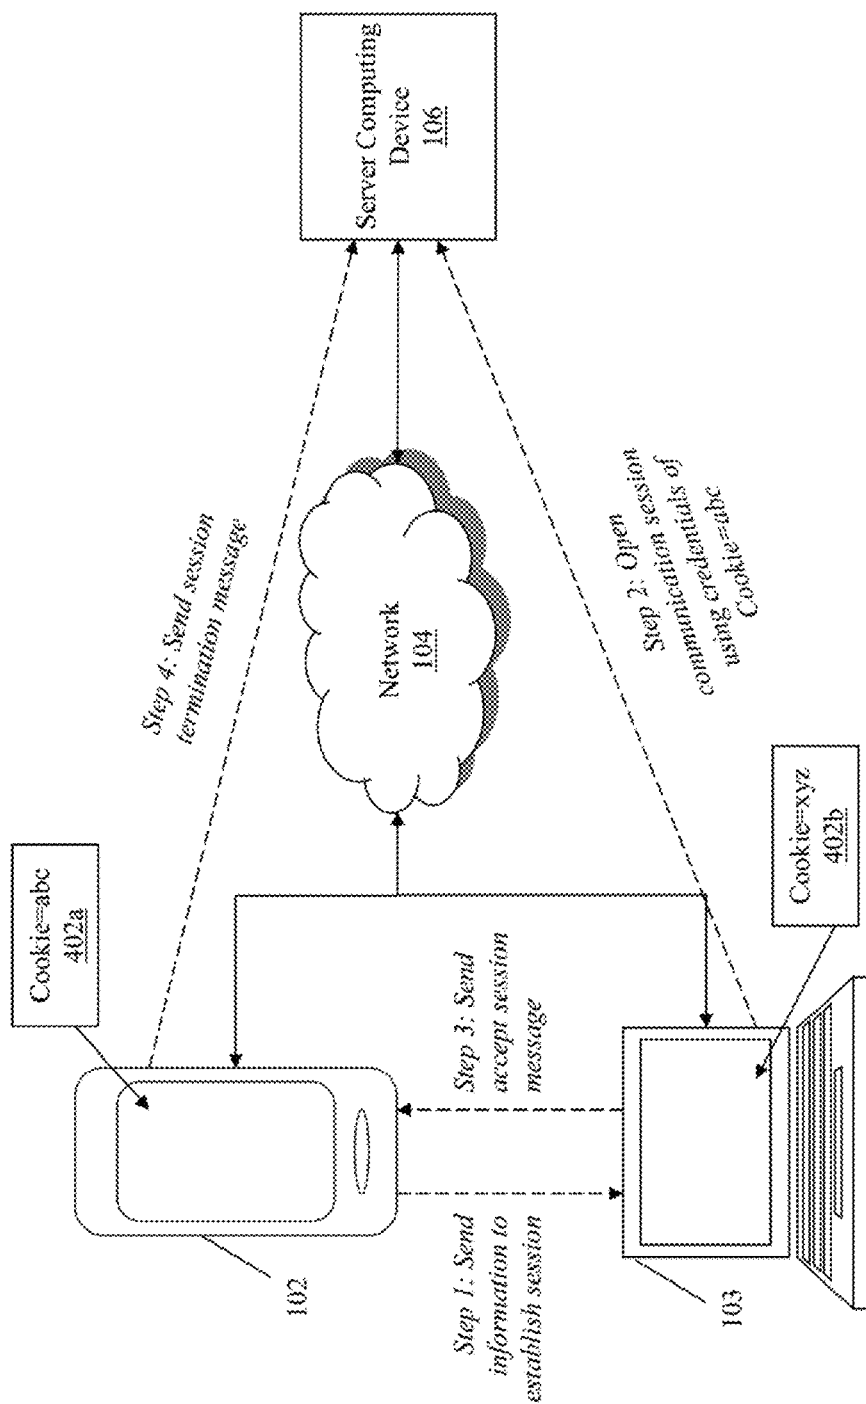 Cookie=abc
402a
Step 4: Send session
termination message
Server Computing
Device
106
Network
104
102
Step 1: Send
information to
establish session
Step 3: Send
accept session
message
Step 2: Open
communication session
using credentials of
Cookie=abc
103
Cookie=xyz
402b